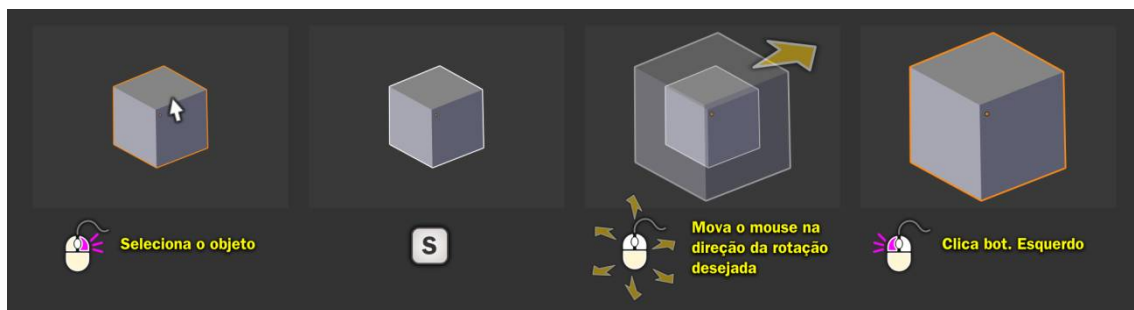 Seleciona o objeto
S
Mova o mouse na
direção da rotação
desejada
Clica bot. Esquerdo